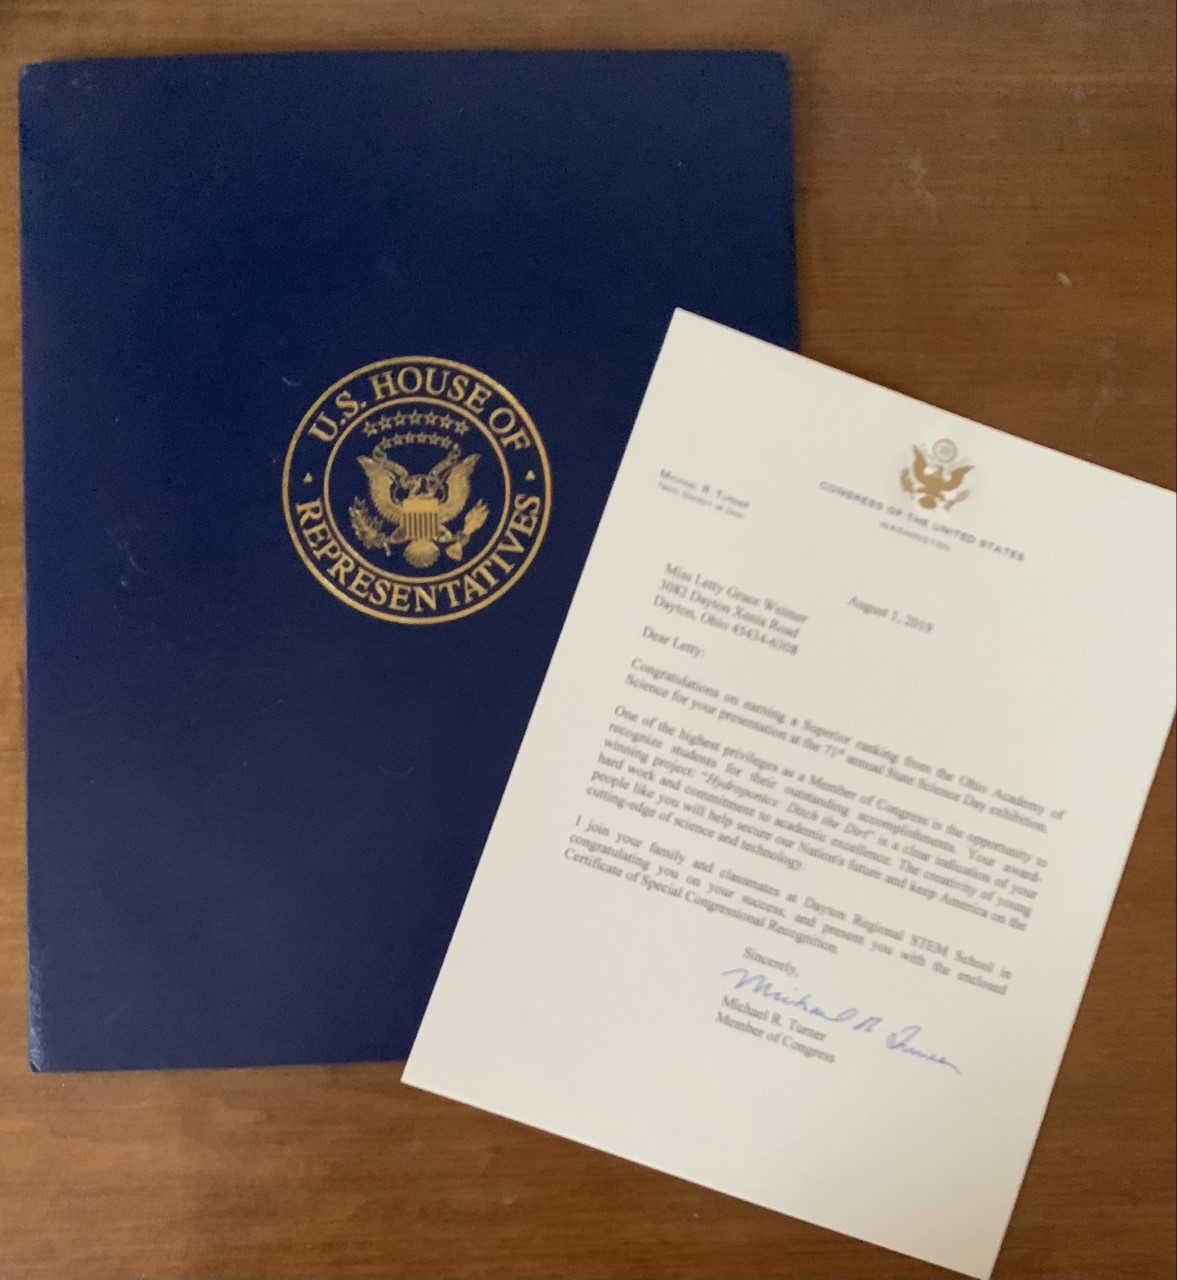 U.S. HOUSE OF
REPRESENTATIVES
CONGRESS OF THE UNITED STATES
WASHINGTON
MICHAEL R. TURNER
August 1, 2019
Miss Letty Grace Weimer
3082 Dayton Xenia Road
Dayton, Ohio 45434-6308
Dear Letty:
Congratulations on earning a Superior ranking from the Ohio Academy of
Science for your presentation at the 71st annual State Science Day exhibition.
One of the highest privileges as a Member of Congress is the opportunity to
recognize students for their outstanding accomplishments. Your award-
winning project: "Hydroponics: Ditch the Dirt" is a clear indication of your
hard work and commitment to academic excellence. The creativity of young
people like you will help secure our Nation's future and keep America on the
cutting-edge of science and technology.
I join your family and classmates at Dayton Regional STEM School in
congratulating you on your success, and present you with the enclosed
Certificate of Special Congressional Recognition.
Sincerely,
Michael R. Turner
Michael R. Turner
Member of Congress